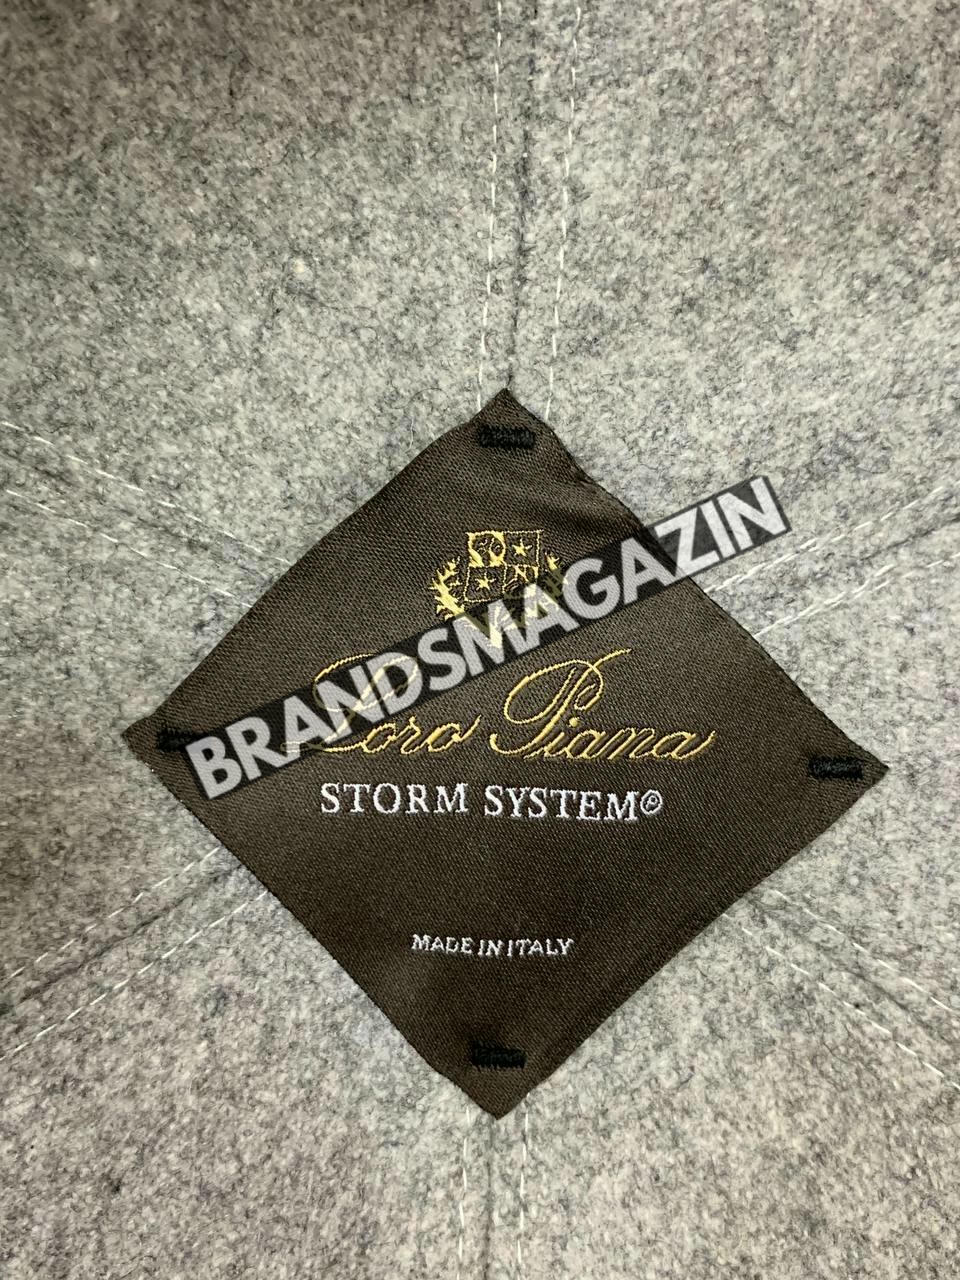 BRANDSMAGAZIN
Loro Piana
STORM SYSTEM®
MADE IN ITALY